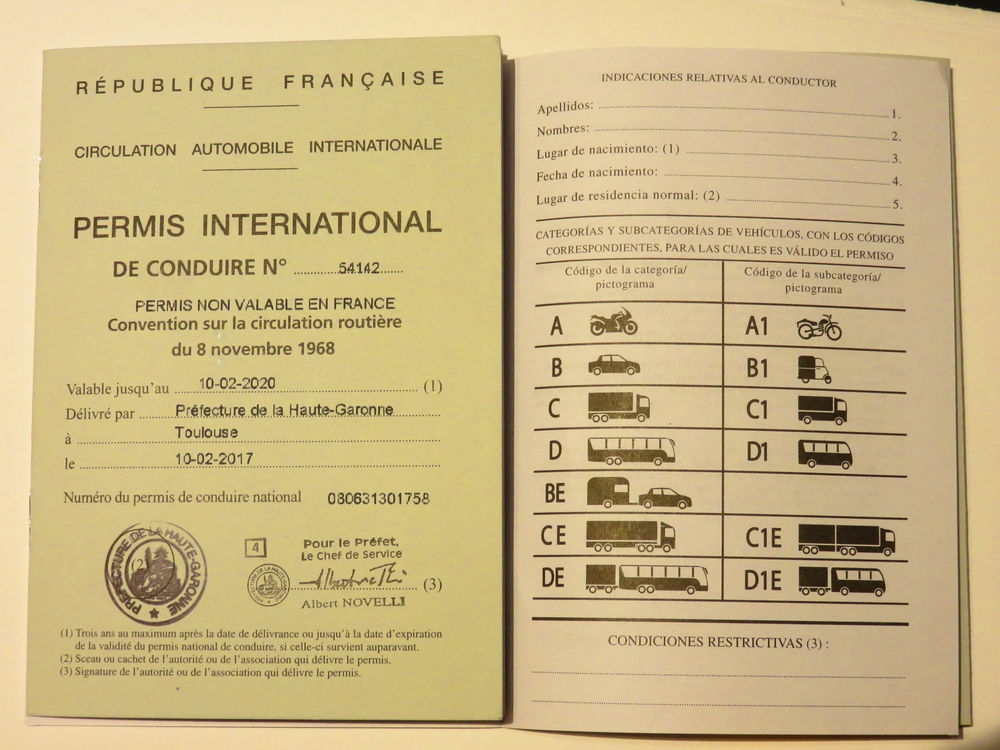 RÉPUBLIQUE FRANÇAISE
CIRCULATION AUTOMOBILE INTERNATIONALE
PERMIS INTERNATIONAL
DE CONDUIRE N° 54142
PERMIS NON VALABLE EN FRANCE
Convention sur la circulation routière
du 8 novembre 1968
Valable jusqu'au 10-02-2020 (1)
Délivré par Préfecture de la Haute-Garonne
à Toulouse
le 10-02-2017
Numéro du permis de conduire national 080631301758
PRÉFECTURE DE LA HAUTE-GARONNE
(2)
4
Pour le Préfet,
Le Chef de Service
(3)
Albert NOVELLI
(1) Trois ans au maximum après la date de délivrance ou jusqu'à la date d'expiration
de la validité du permis national de conduire, si celle-ci survient auparavant.
(2) Sceau ou cachet de l'autorité ou de l'association qui délivre le permis.
(3) Signature de l'autorité ou de l'association qui délivre le permis.
INDICACIONES RELATIVAS AL CONDUCTOR
Apellidos: 1.
Nombres: 2.
Lugar de nacimiento: (1) 3.
Fecha de nacimiento: 4.
Lugar de residencia normal: (2) 5.
CATEGORÍAS Y SUBCATEGORÍAS DE VEHÍCULOS, CON LOS CÓDIGOS
CORRESPONDIENTES, PARA LAS CUALES ES VÁLIDO EL PERMISO
Código de la categoría/ Código de la subcategoría/
pictograma pictograma
A A1
B B1
C C1
D D1
BE
CE C1E
DE D1E
CONDICIONES RESTRICTIVAS (3) :